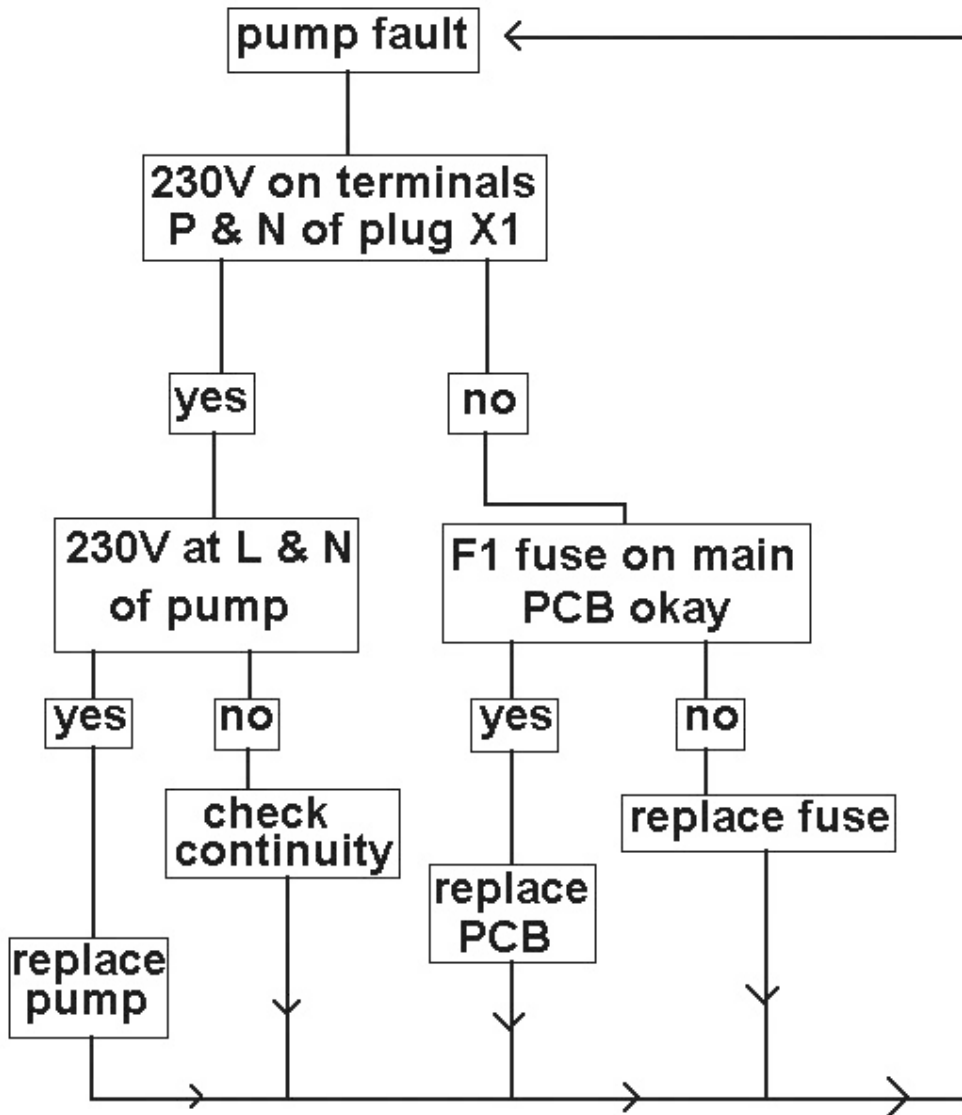 pump fault
230V on terminals
P & N of plug X1
yes
no
230V at L & N
of pump
F1 fuse on main
PCB okay
yes
no
yes
no
check
continuity
replace fuse
replace
PCB
replace
pump